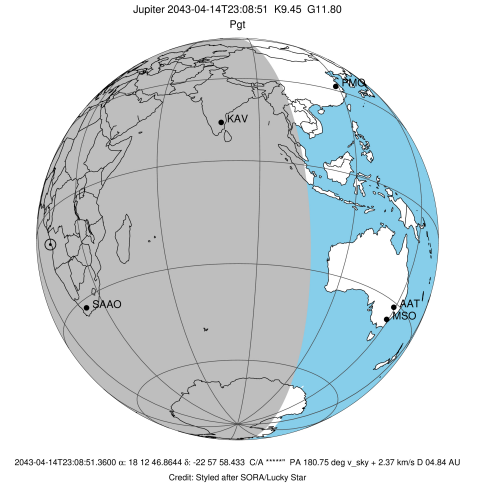 Jupiter 2043-04-14T23:08:51 K9.45 G11.80
Pgt
PMO
KAV
SAAO
AAT
MSO
2043-04-14T23:08:51.3600 α: 18 12 46.8644 δ: -22 57 58.433 C/A *****" PA 180.75 deg v_sky + 2.37 km/s D 04.84 AU
Credit: Styled after SORA/Lucky Star